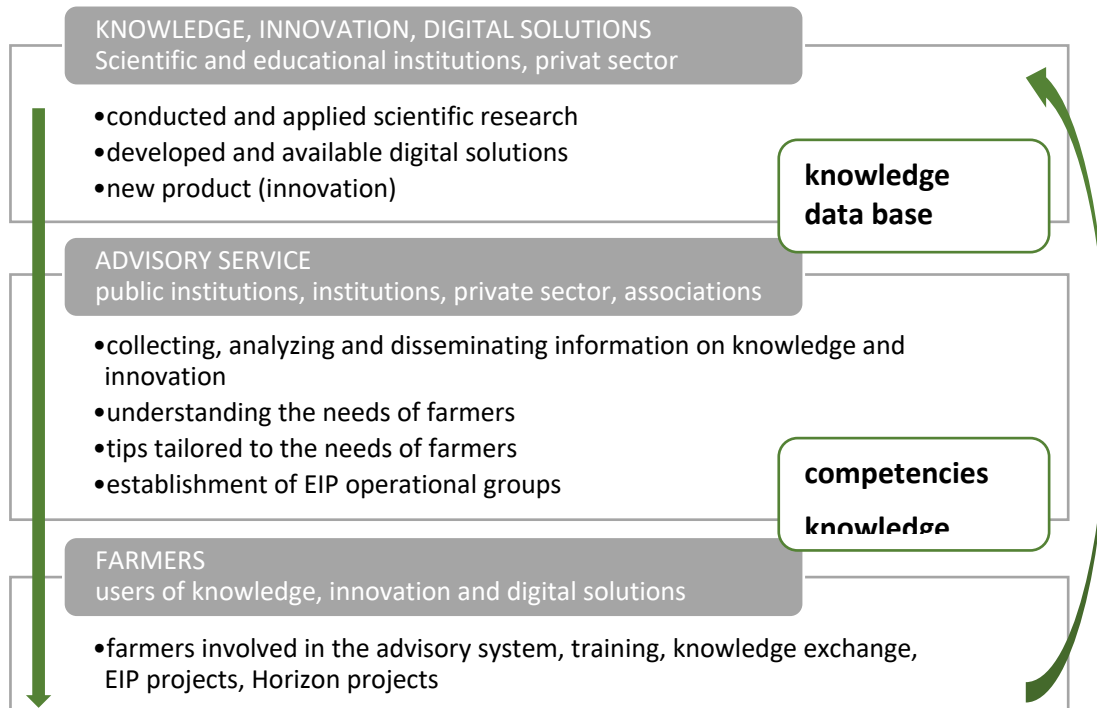 KNOWLEDGE, INNOVATION, DIGITAL SOLUTIONS
Scientific and educational institutions, privat sector
•conducted and applied scientific research
•developed and available digital solutions
•new product (innovation)
knowledge
data base
ADVISORY SERVICE
public institutions, institutions, private sector, associations
•collecting, analyzing and disseminating information on knowledge and
innovation
•understanding the needs of farmers
•tips tailored to the needs of farmers
•establishment of EIP operational groups
competencies
knowledge
FARMERS
users of knowledge, innovation and digital solutions
•farmers involved in the advisory system, training, knowledge exchange,
EIP projects, Horizon projects